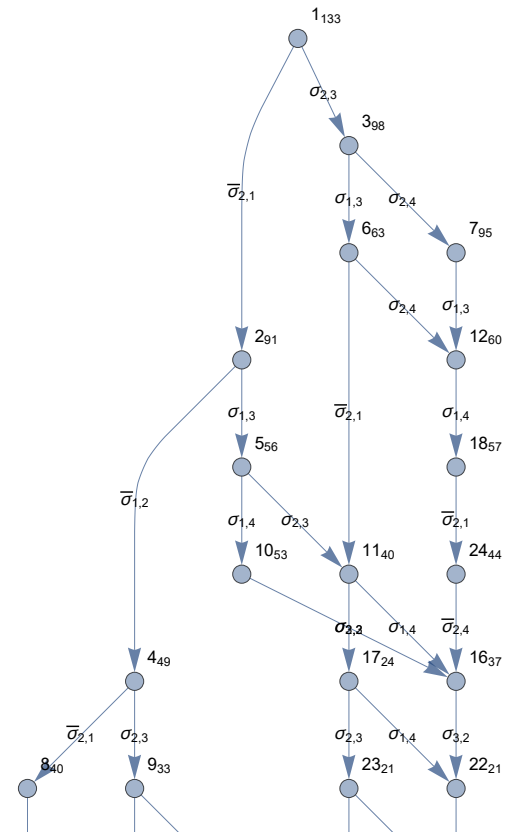 1₁₃₃
σ₂,₃
3₉₈
σ̅₂,₁ σ₁,₃ σ₂,₄
6₆₃ 7₉₅
σ₂,₄ σ₁,₃
2₉₁ 12₆₀
σ₁,₃ σ̅₂,₁ σ₁,₄
5₅₆ 18₅₇
σ̅₁,₂ σ₁,₄ σ₂,₃ σ̅₂,₁
10₅₃ 11₄₀ 24₄₄
σ₁,₄ σ̅₂,₄
4₄₉ 17₂₄ 16₃₇
σ̅₂,₁ σ₂,₃ σ₂,₃ σ₁,₄ σ₃,₂
8₄₀ 9₃₃ 23₂₁ 22₂₁